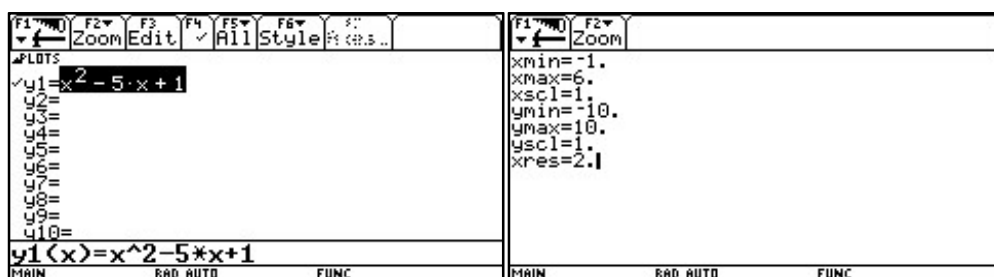 F1 F2 F3 F4 F5 F6
Zoom Edit ✓ All Style
PLOTS
✓y1=x² - 5·x + 1
y2=
y3=
y4=
y5=
y6=
y7=
y8=
y9=
y10=
y1(x)=x^2-5*x+1
MAIN RAD AUTO FUNC
F1 F2
Zoom
xmin=-1.
xmax=6.
xscl=1.
ymin=-10.
ymax=10.
yscl=1.
xres=2.
MAIN RAD AUTO FUNC